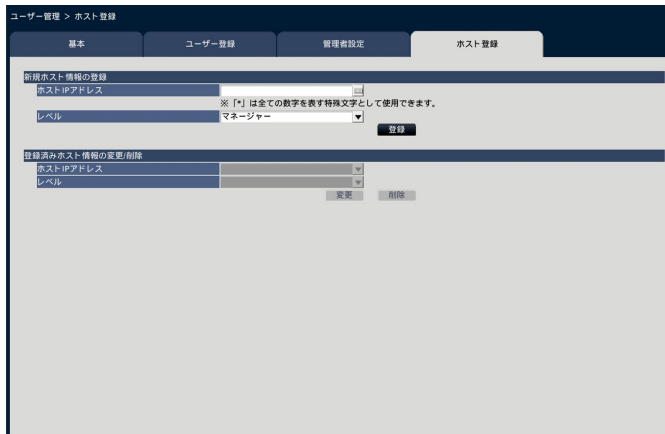 ユーザー管理 > ホスト登録
基本 ユーザー登録 管理者設定 ホスト登録
新規ホスト情報の登録
ホストIPアドレス
※「*」は全ての数字を表す特殊文字として使用できます。
レベル マネージャー
登録
登録済みホスト情報の変更/削除
ホストIPアドレス
レベル
変更 削除